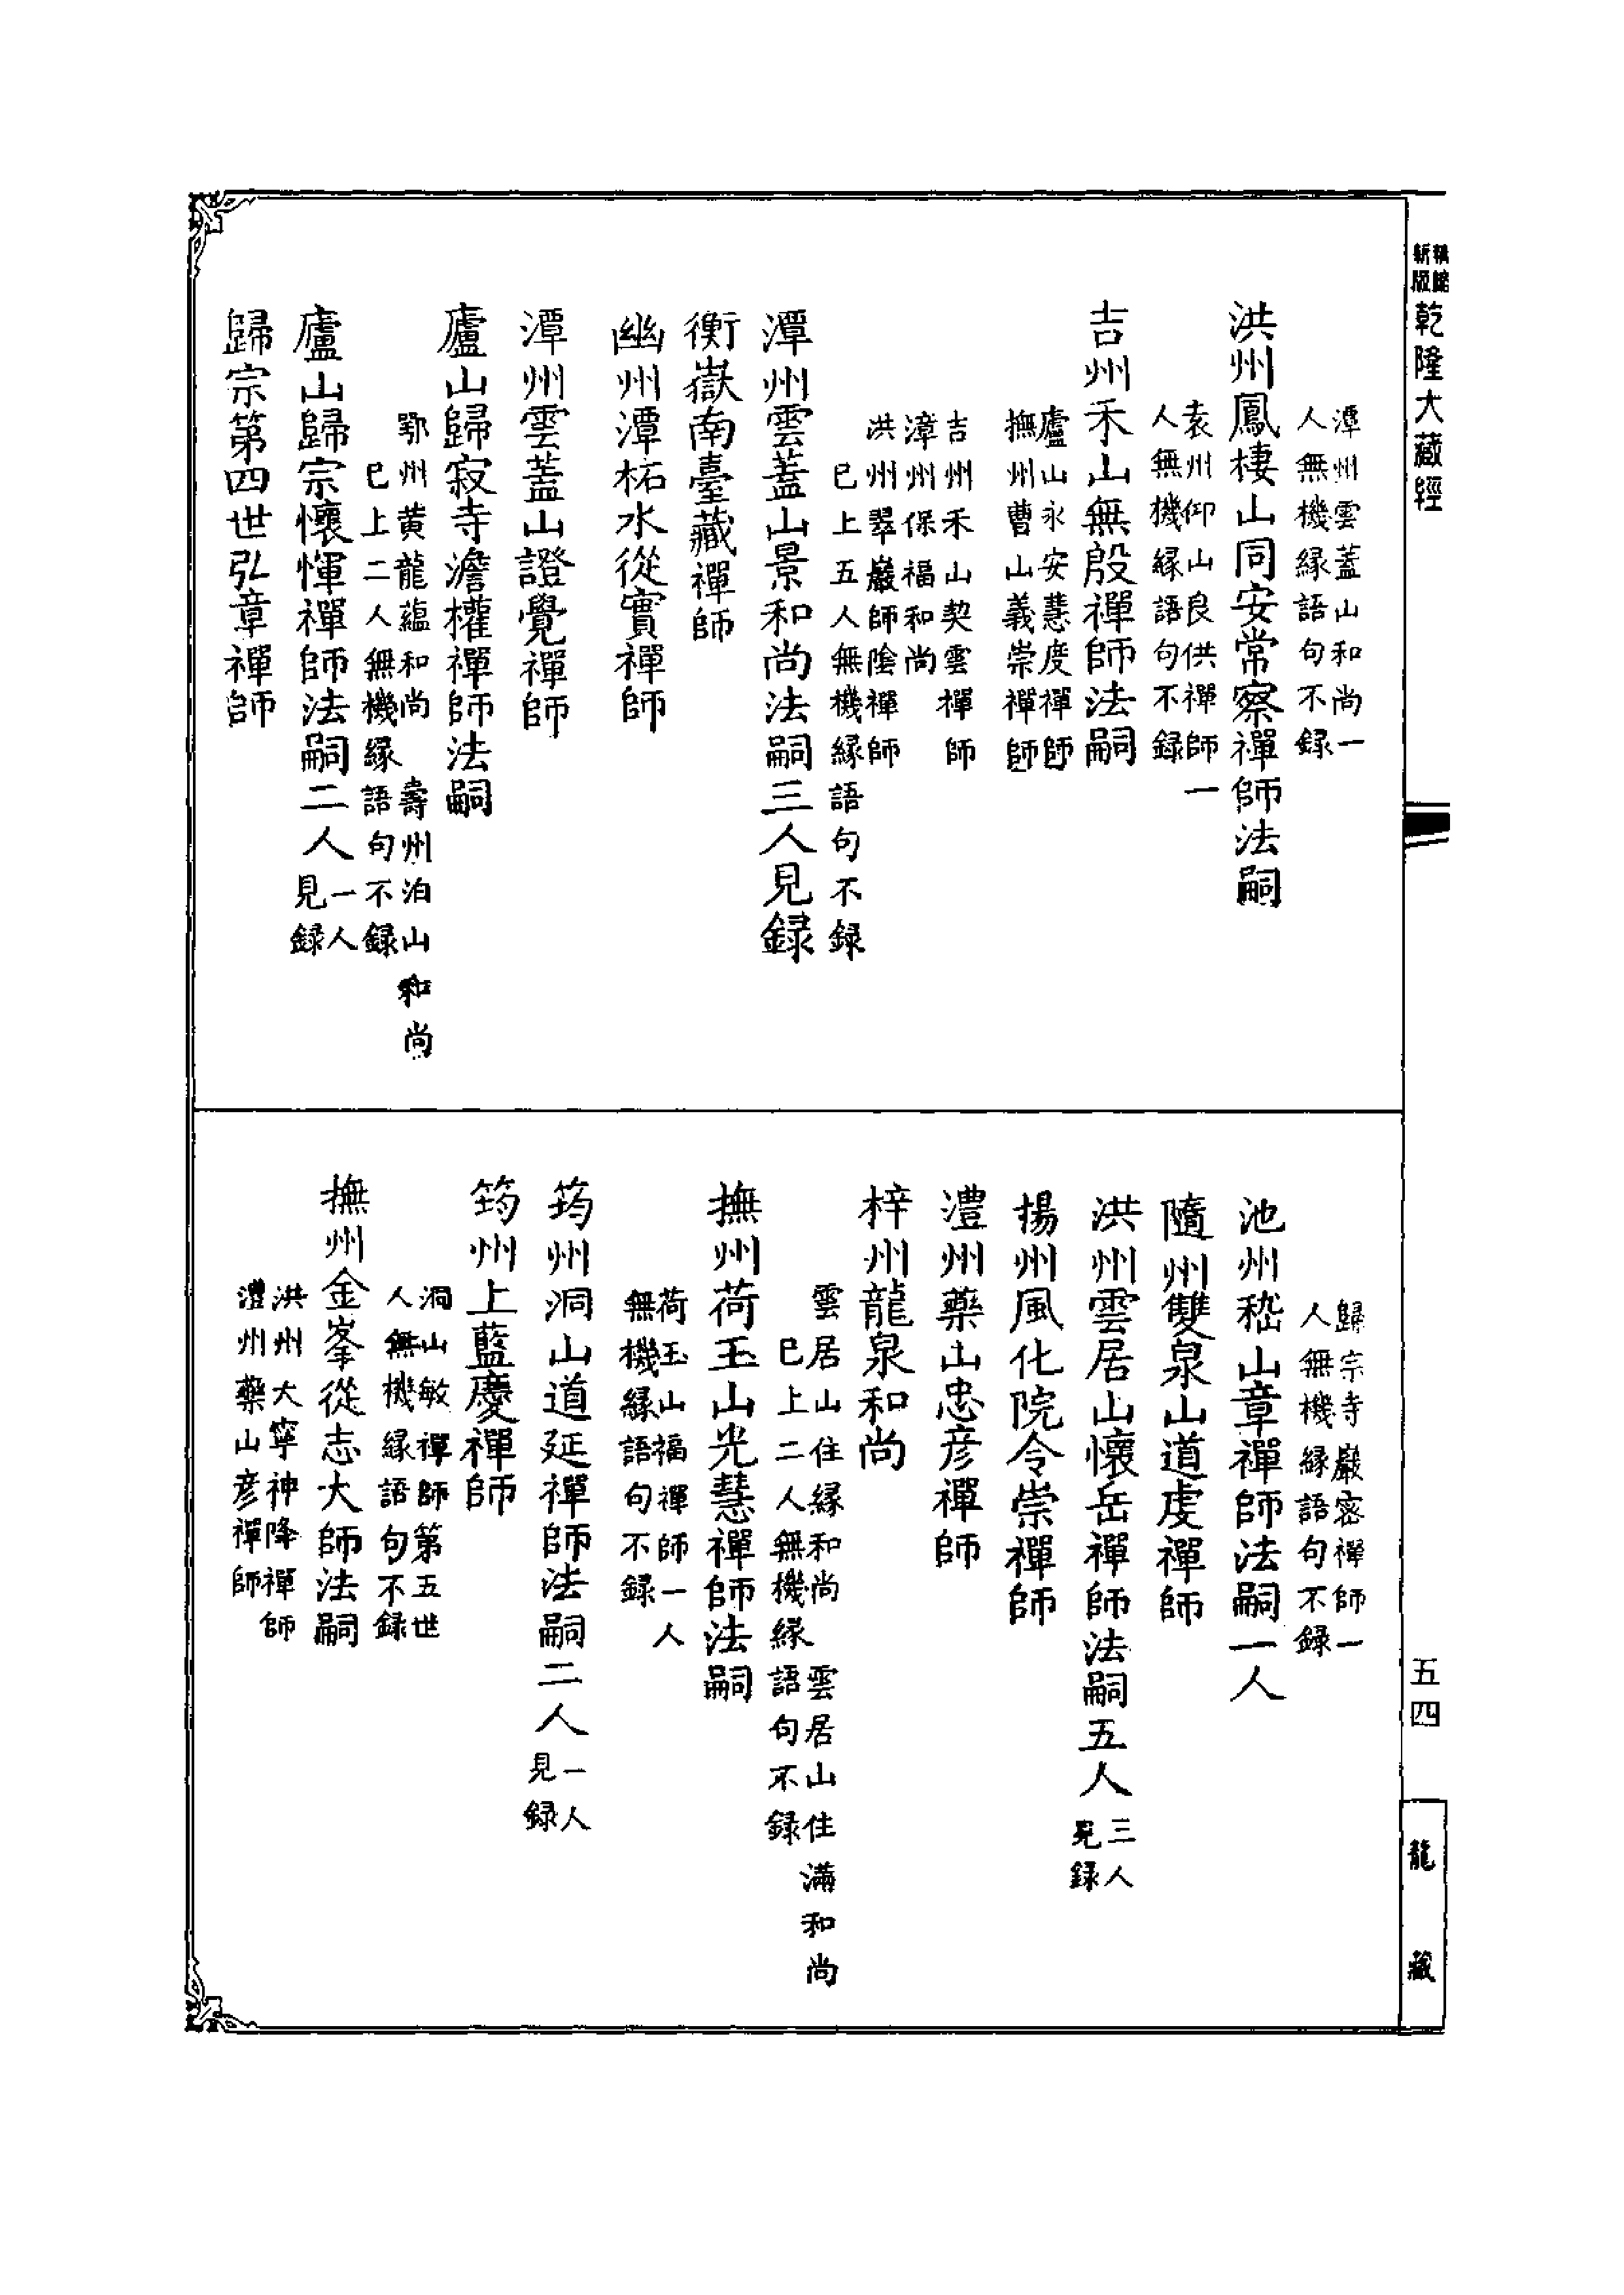 乾隆大藏經
潭州雲蓋山和尚一
人無機緣語句不録
洪州鳳棲山同安常察禪師法嗣
袁州仰山良供禪師一
人無機緣語句不録
吉州禾山無殷禪師法嗣
廬山永安慧度禪師
撫州曹山義崇禪師
吉州禾山契雲禪師
漳州保福和尚
洪州翠巖師陰禪師
已上五人無機緣語句不録
潭州雲蓋山景和尚法嗣三人見録
衡嶽南臺藏禪師
幽州潭柘水從實禪師
潭州雲蓋山證覺禪師
廬山歸寂寺澹權禪師法嗣
鄂州黄龍藴和尚 壽州泊山和尚
已上二人無機緣語句不録
廬山歸宗懷惲禪師法嗣二人一人見録
歸宗第四世弘章禪師
歸宗寺巖密禪師一
人無機緣語句不録
池州嵇山章禪師法嗣一人
隨州雙泉山道虔禪師
洪州雲居山懷岳禪師法嗣五人三人見録
揚州風化院令崇禪師
澧州藥山忠彦禪師
梓州龍泉和尚
雲居山住緣和尚 雲居山住滿和尚
已上二人無機緣語句不録
撫州荷玉山光慧禪師法嗣
荷玉山福禪師一人
無機緣語句不録
筠州洞山道延禪師法嗣二人一人見録
筠州上藍慶禪師
洞山敏禪師第五世
人無機緣語句不録
撫州金峯從志大師法嗣
洪州大寧神降禪師
澧州藥山彦禪師
五四
龍藏